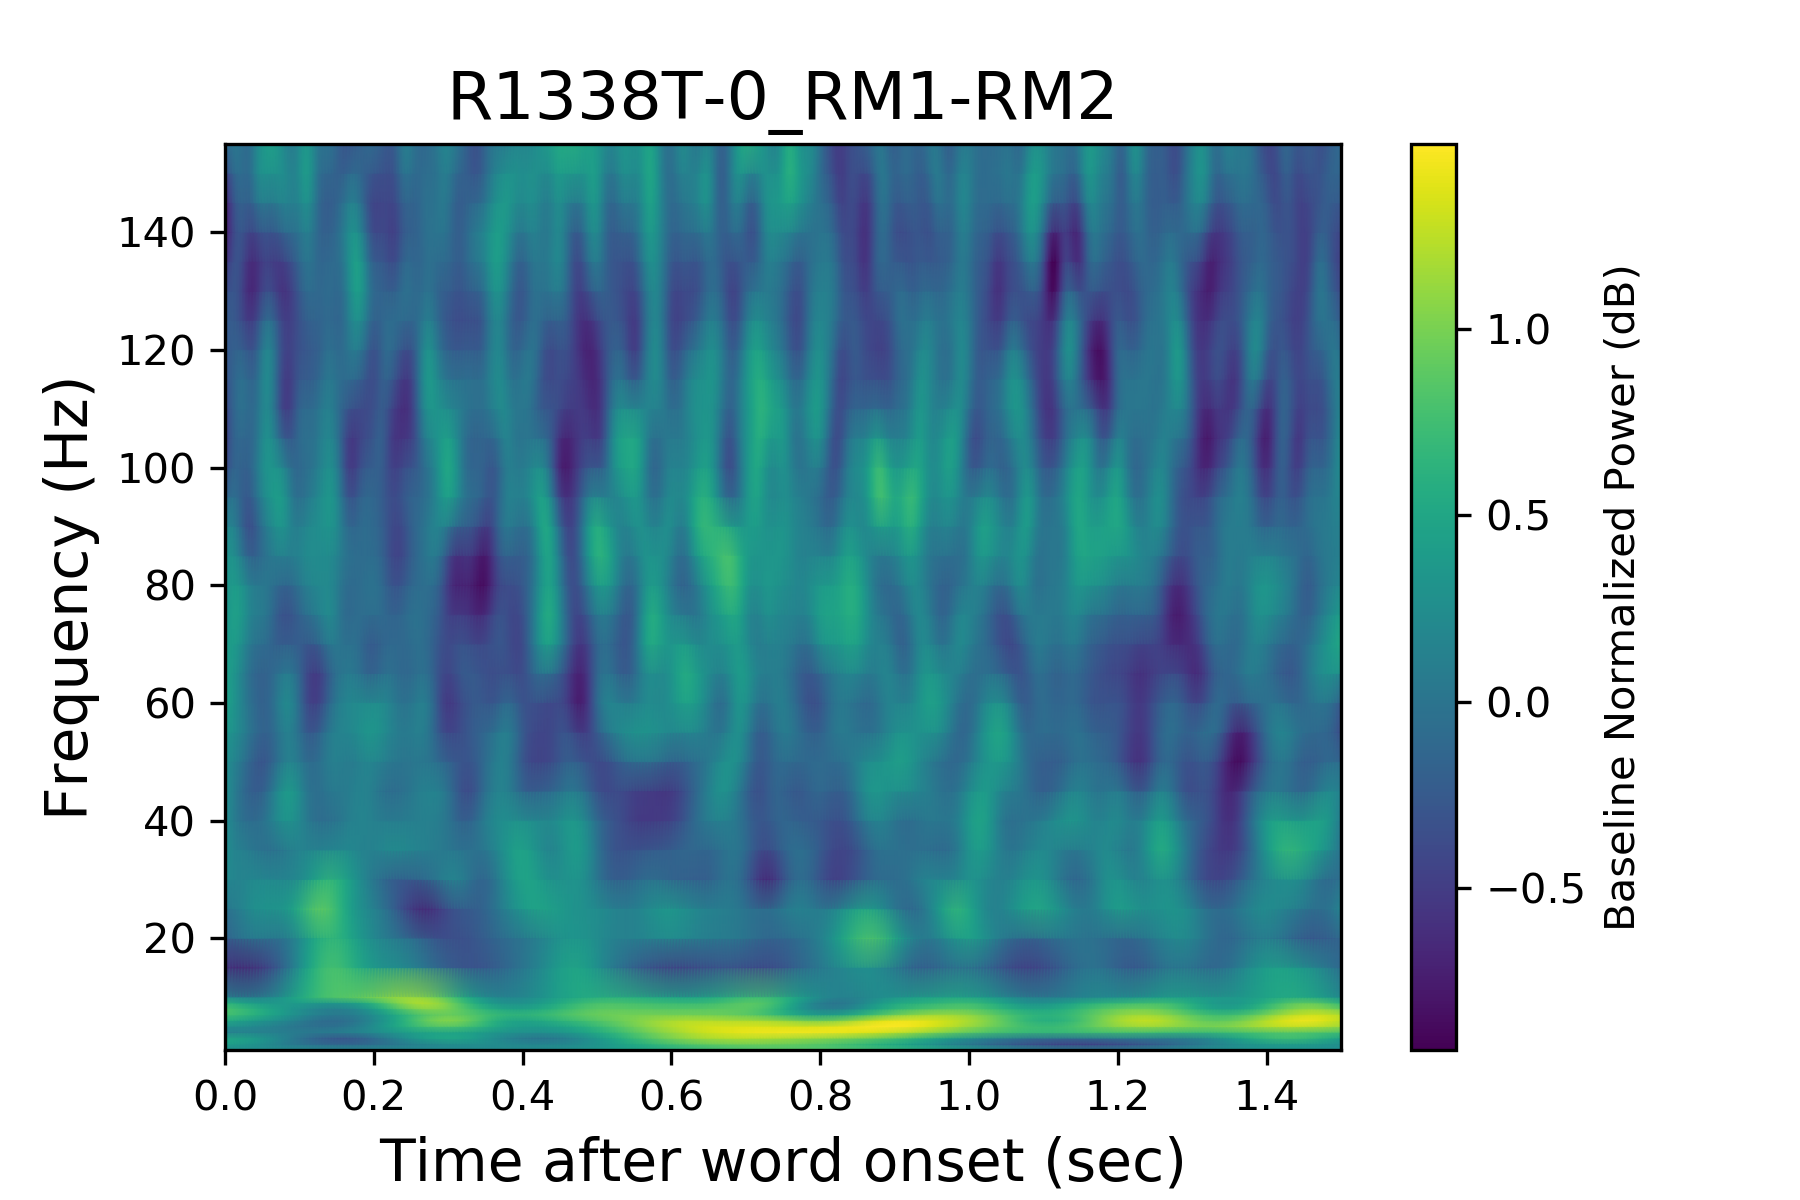 R1338T-0_RM1-RM2
Frequency (Hz)
140
120
100
80
60
40
20
0.0 0.2 0.4 0.6 0.8 1.0 1.2 1.4
Time after word onset (sec)
1.0
0.5
0.0
−0.5
Baseline Normalized Power (dB)